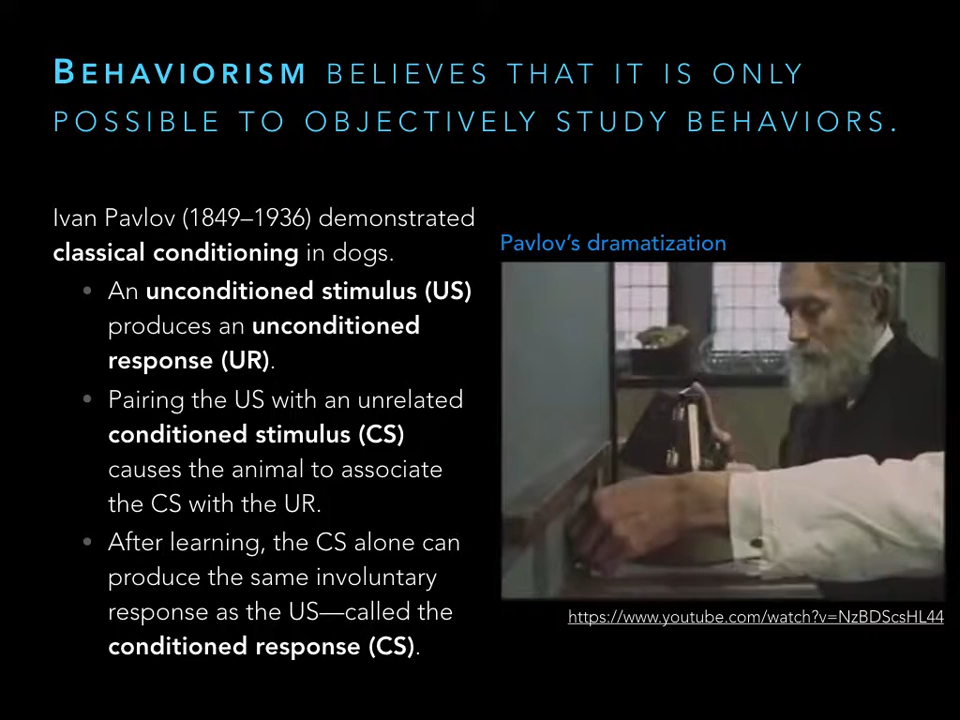 BEHAVIORISM BELIEVES THAT IT IS ONLY
POSSIBLE TO OBJECTIVELY STUDY BEHAVIORS.
Ivan Pavlov (1849–1936) demonstrated
classical conditioning in dogs.
• An unconditioned stimulus (US)
produces an unconditioned
response (UR).
• Pairing the US with an unrelated
conditioned stimulus (CS)
causes the animal to associate
the CS with the UR.
• After learning, the CS alone can
produce the same involuntary
response as the US—called the
conditioned response (CS).
Pavlov's dramatization
https://www.youtube.com/watch?v=NzBDScsHL44